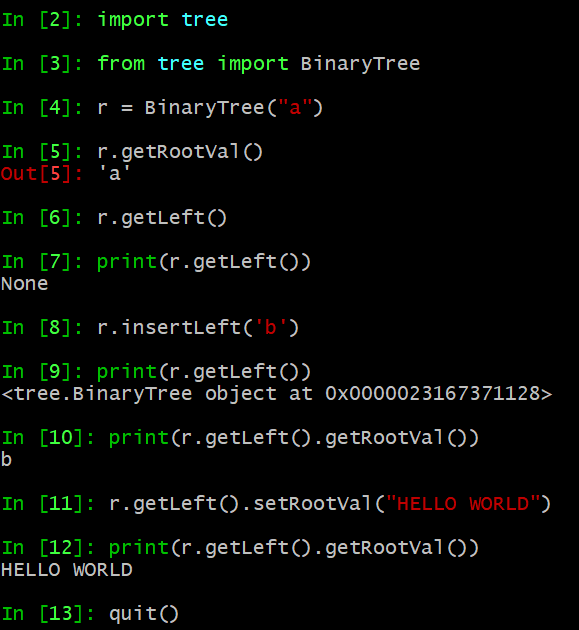 In [2]: import tree
In [3]: from tree import BinaryTree
In [4]: r = BinaryTree("a")
In [5]: r.getRootVal()
Out[5]: 'a'
In [6]: r.getLeft()
In [7]: print(r.getLeft())
None
In [8]: r.insertLeft('b')
In [9]: print(r.getLeft())
<tree.BinaryTree object at 0x0000023167371128>
In [10]: print(r.getLeft().getRootVal())
b
In [11]: r.getLeft().setRootVal("HELLO WORLD")
In [12]: print(r.getLeft().getRootVal())
HELLO WORLD
In [13]: quit()